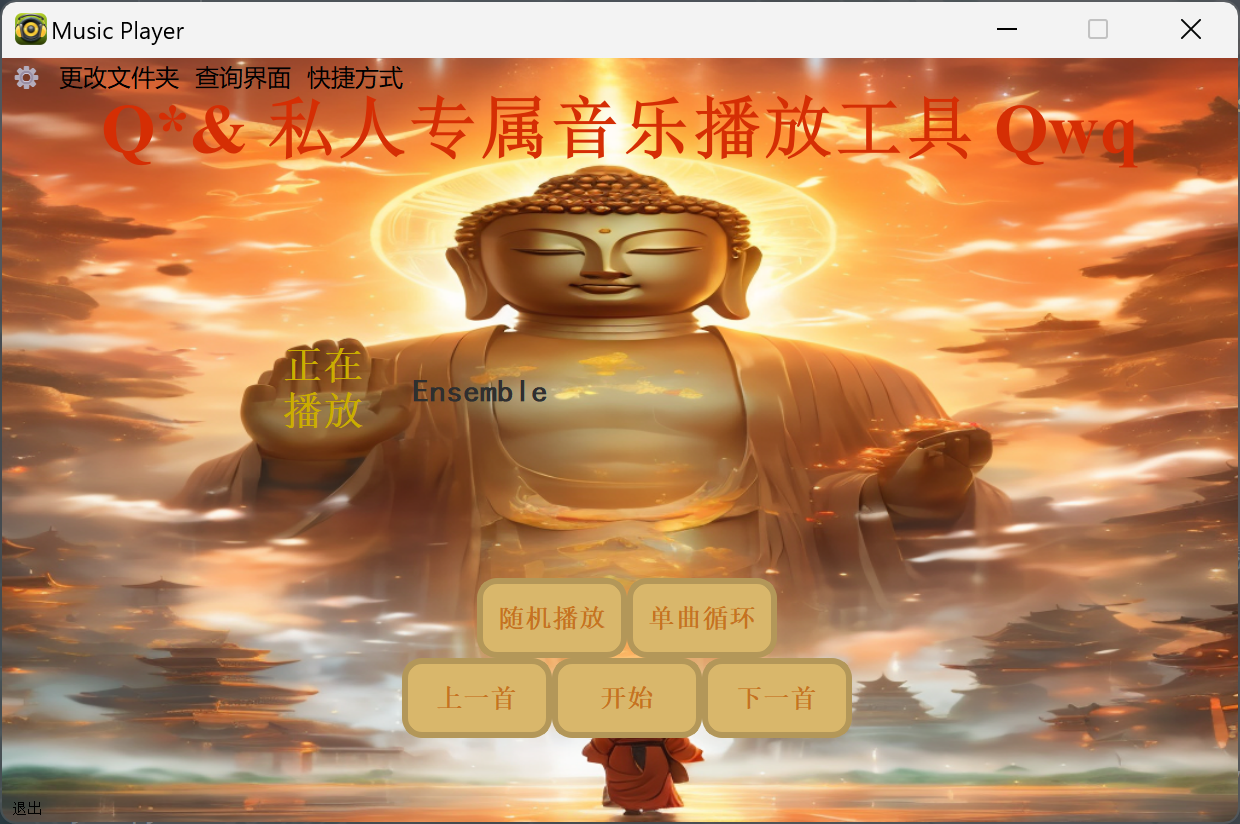 Music Player
更改文件夹 查询界面 快捷方式
Q*& 私人专属音乐播放工具 Qwq
正在
播放
Ensemble
随机播放 单曲循环
上一首 开始 下一首
退出